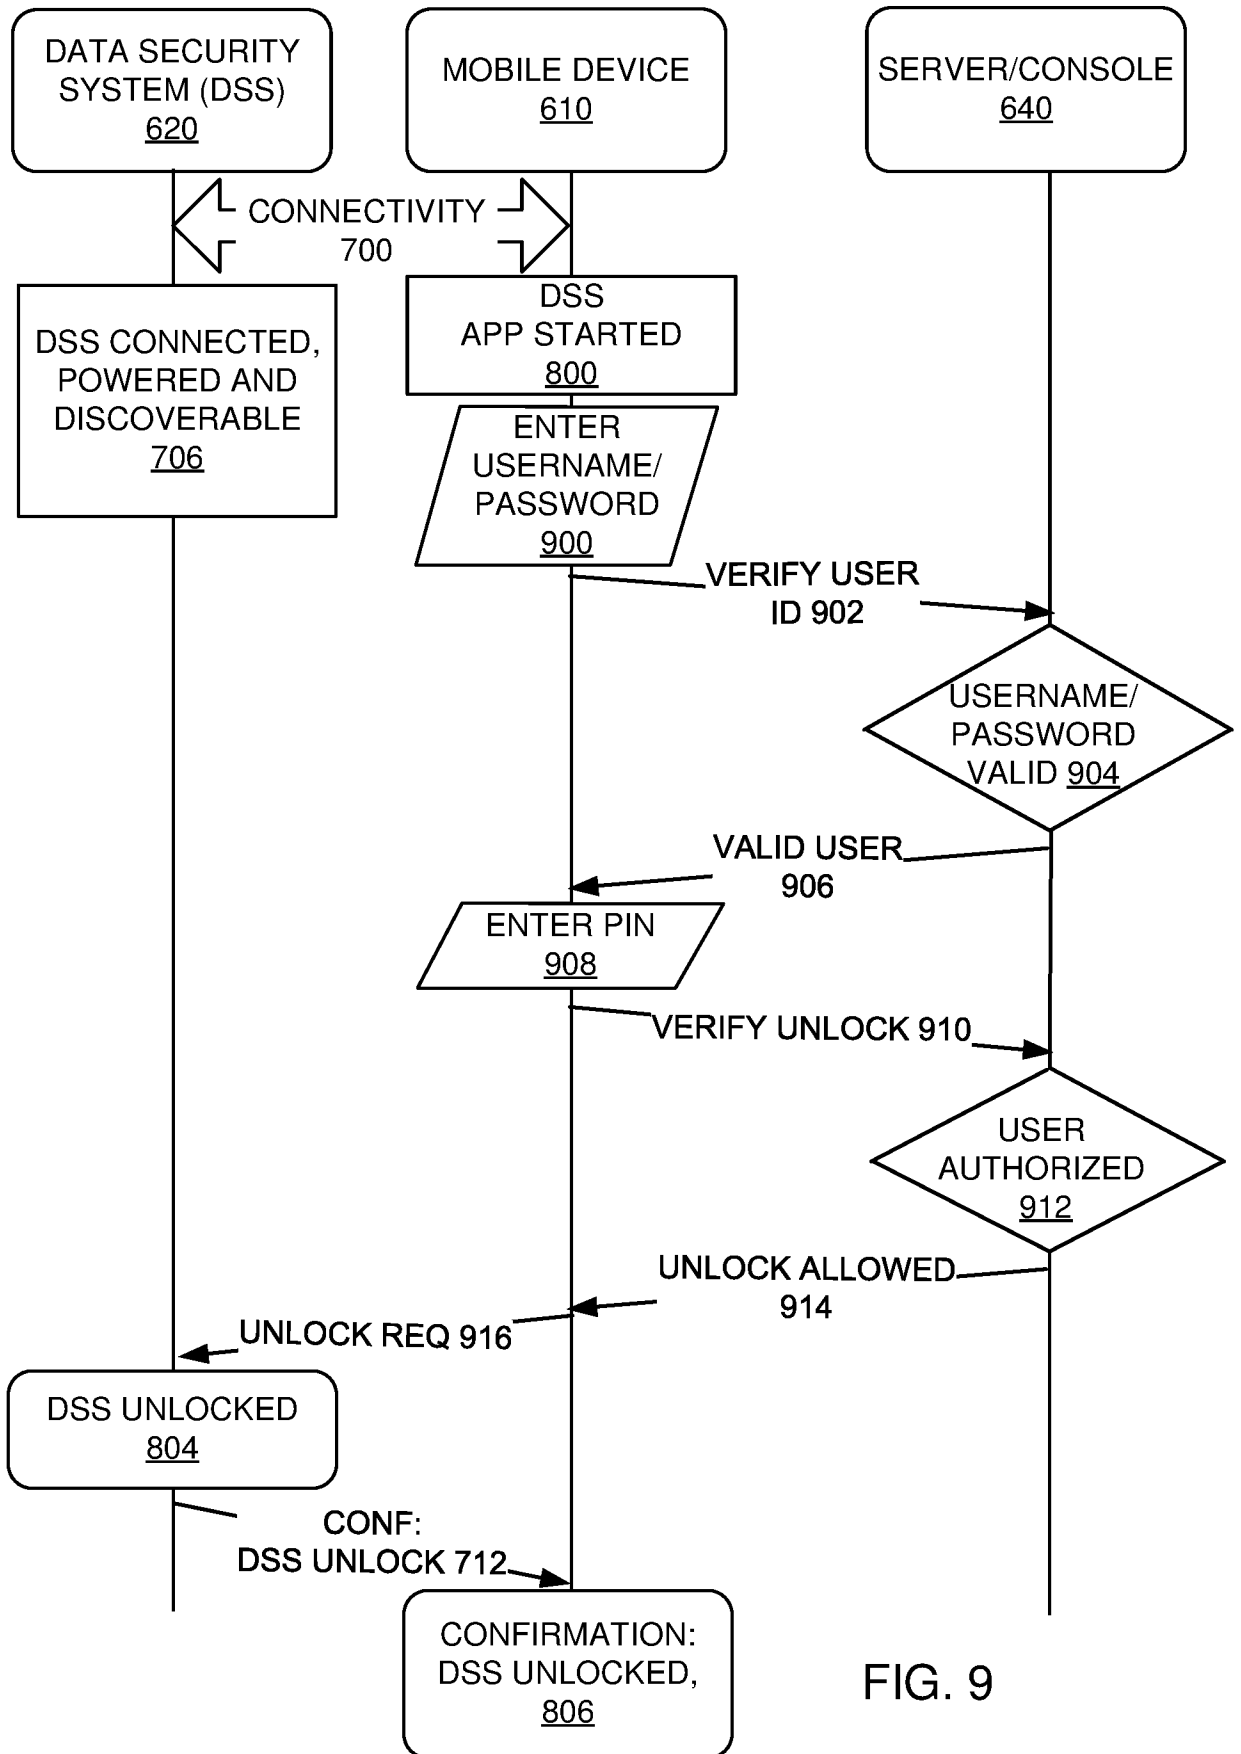 DATA SECURITY
SYSTEM (DSS)
620
MOBILE DEVICE
610
SERVER/CONSOLE
640
CONNECTIVITY
700
DSS CONNECTED,
POWERED AND
DISCOVERABLE
706
DSS
APP STARTED
800
ENTER
USERNAME/
PASSWORD
900
VERIFY USER
ID 902
USERNAME/
PASSWORD
VALID 904
VALID USER
906
ENTER PIN
908
VERIFY UNLOCK 910
USER
AUTHORIZED
912
UNLOCK ALLOWED
914
UNLOCK REQ 916
DSS UNLOCKED
804
CONF:
DSS UNLOCK 712
CONFIRMATION:
DSS UNLOCKED,
806
FIG. 9